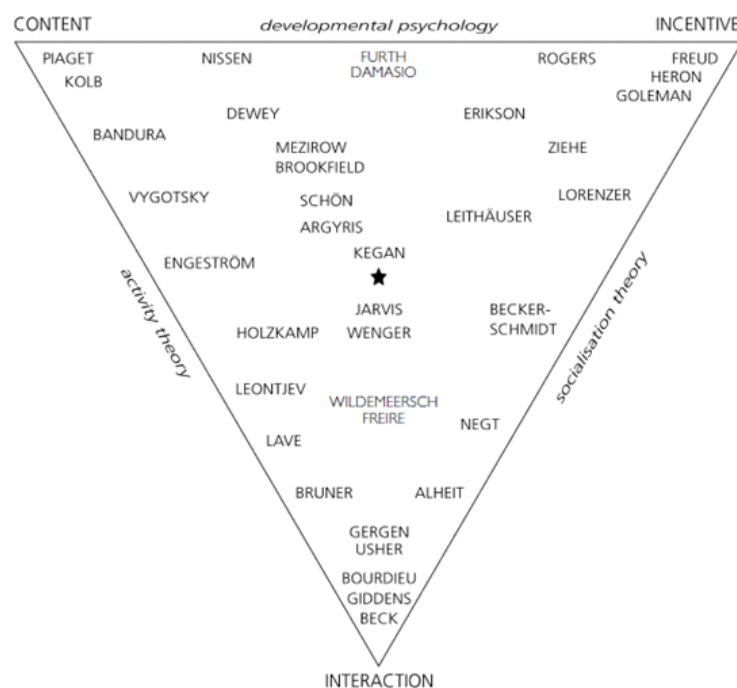 CONTENT developmental psychology INCENTIVE
PIAGET NISSEN FURTH ROGERS FREUD
KOLB DAMASIO HERON
GOLEMAN
DEWEY ERIKSON
BANDURA
MEZIROW ZIEHE
BROOKFIELD
VYGOTSKY SCHÖN LORENZER
LEITHÄUSER
ARGYRIS
KEGAN
ENGESTRÖM
★
activity theory
socialisation theory
JARVIS BECKER-
HOLZKAMP WENGER SCHMIDT
LEONTJEV
WILDEMEERSCH
FREIRE
NEGT
LAVE
BRUNER ALHEIT
GERGEN
USHER
BOURDIEU
GIDDENS
BECK
INTERACTION